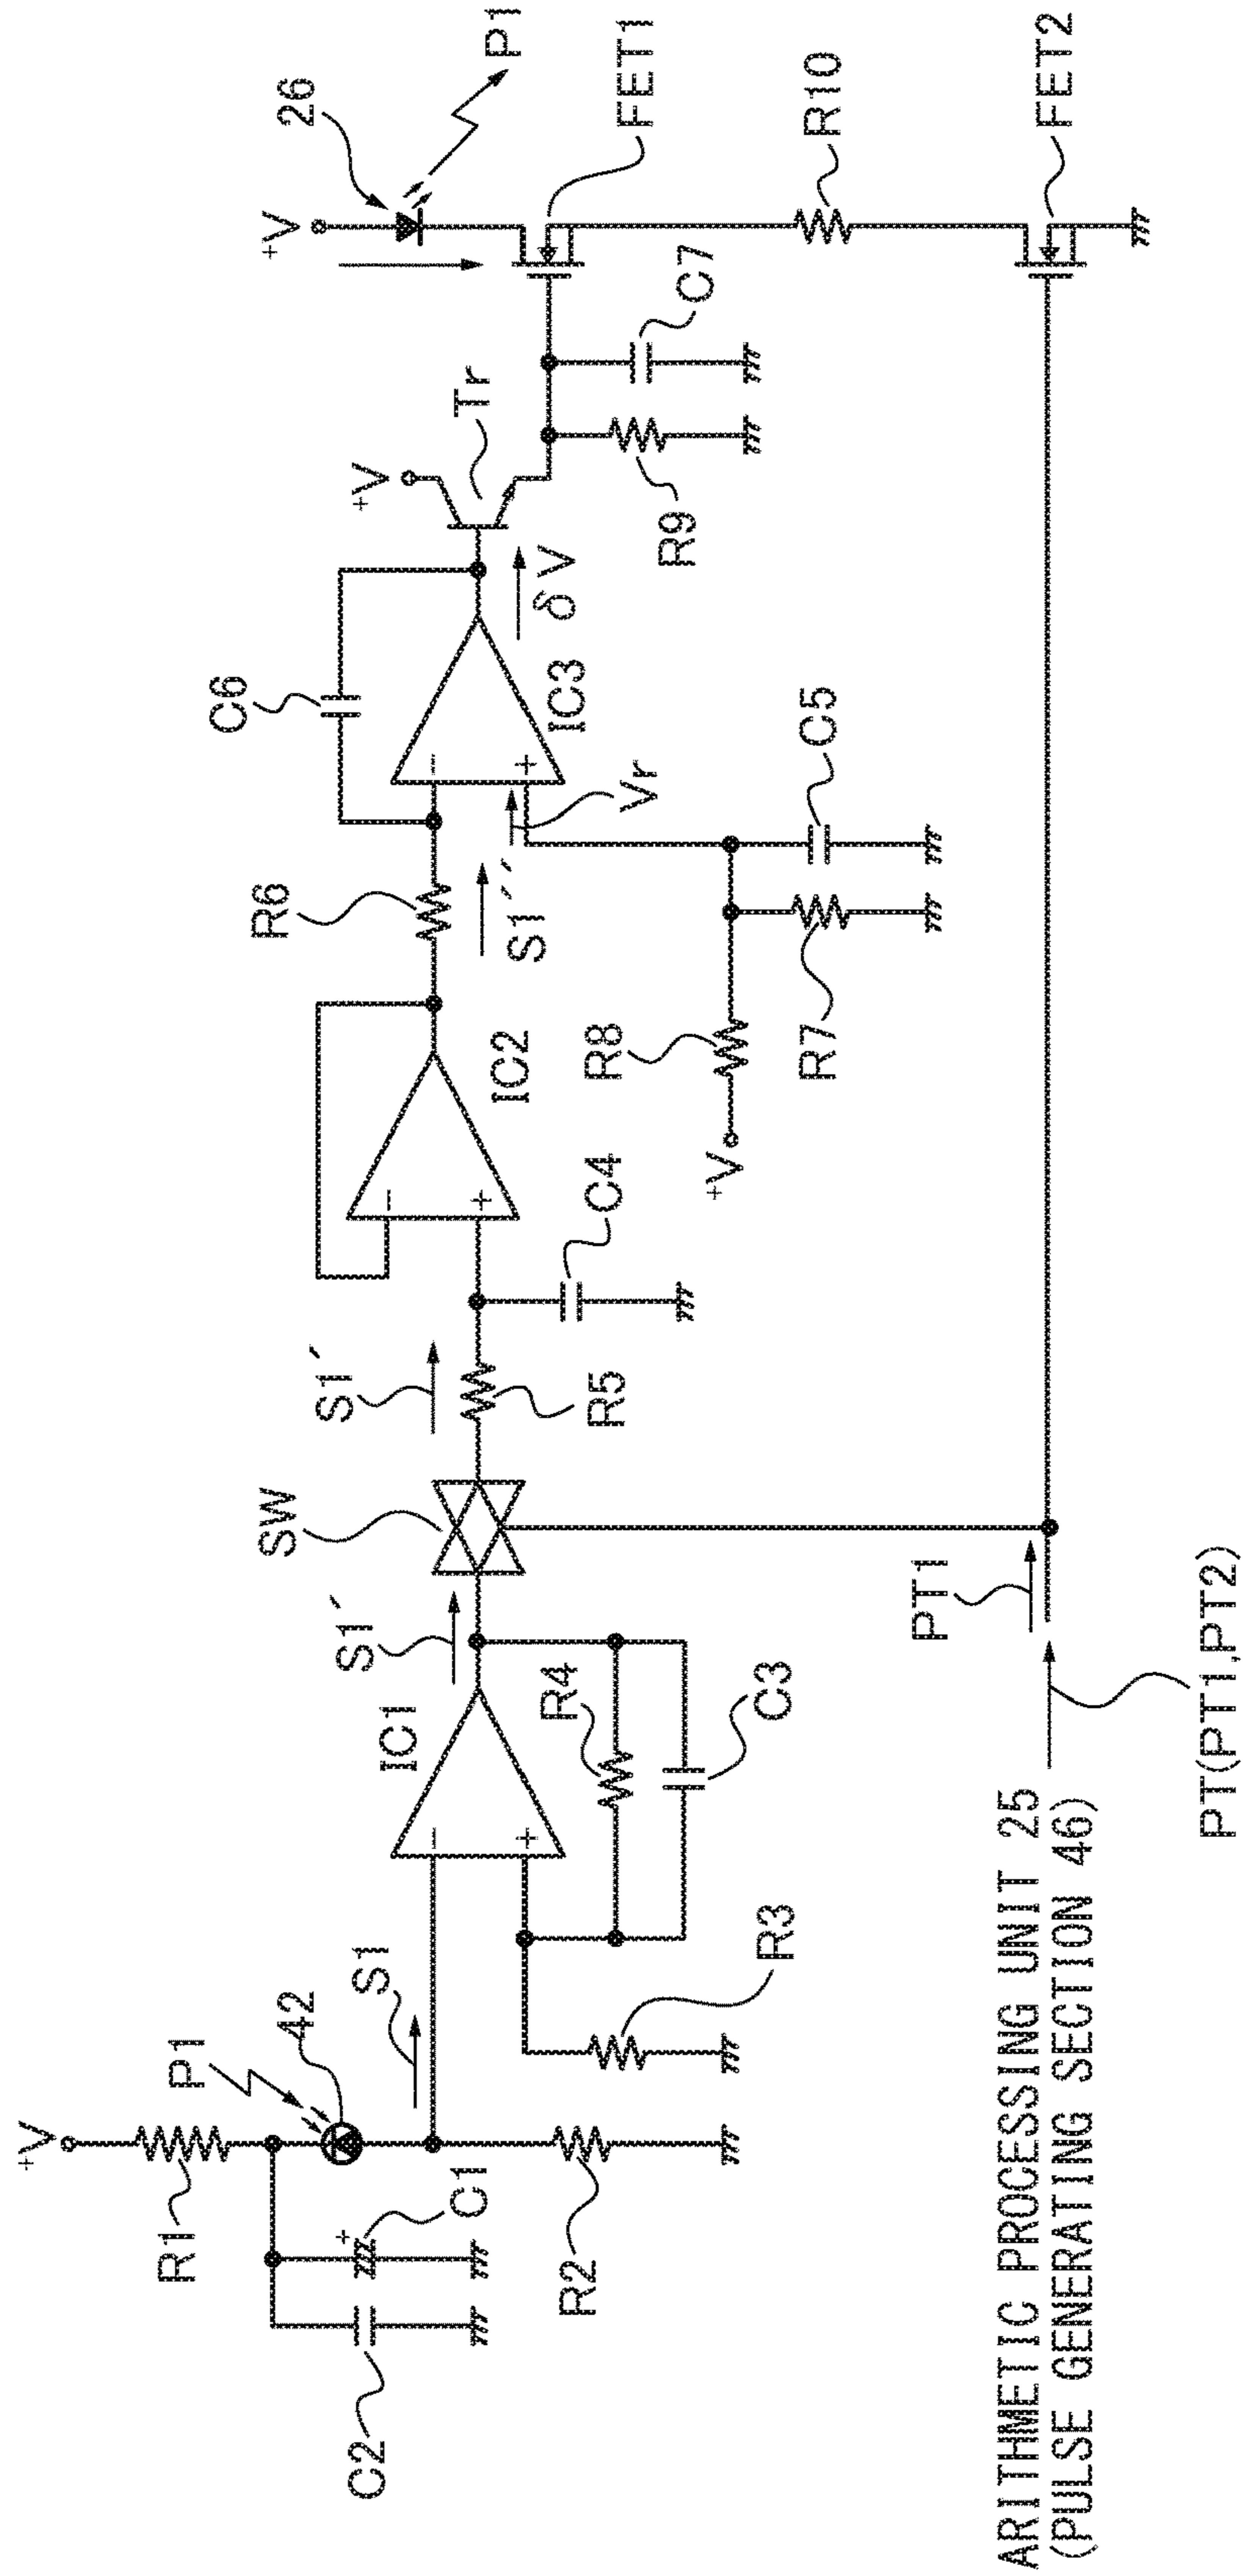 +V
R1
C2
C1
+
P1
42
S1
R2
R3
IC1
−
+
R4
C3
S1´
SW
S1´
R5
C4
IC2
−
+
R6
S1´´
+V
R8
R7
C5
Vr
C6
IC3
−
+
δV
+V
Tr
R9
C7
+V
26
P1
FET1
R10
FET2
PT1
PT(PT1,PT2)
ARITHMETIC PROCESSING UNIT 25
(PULSE GENERATING SECTION 46)